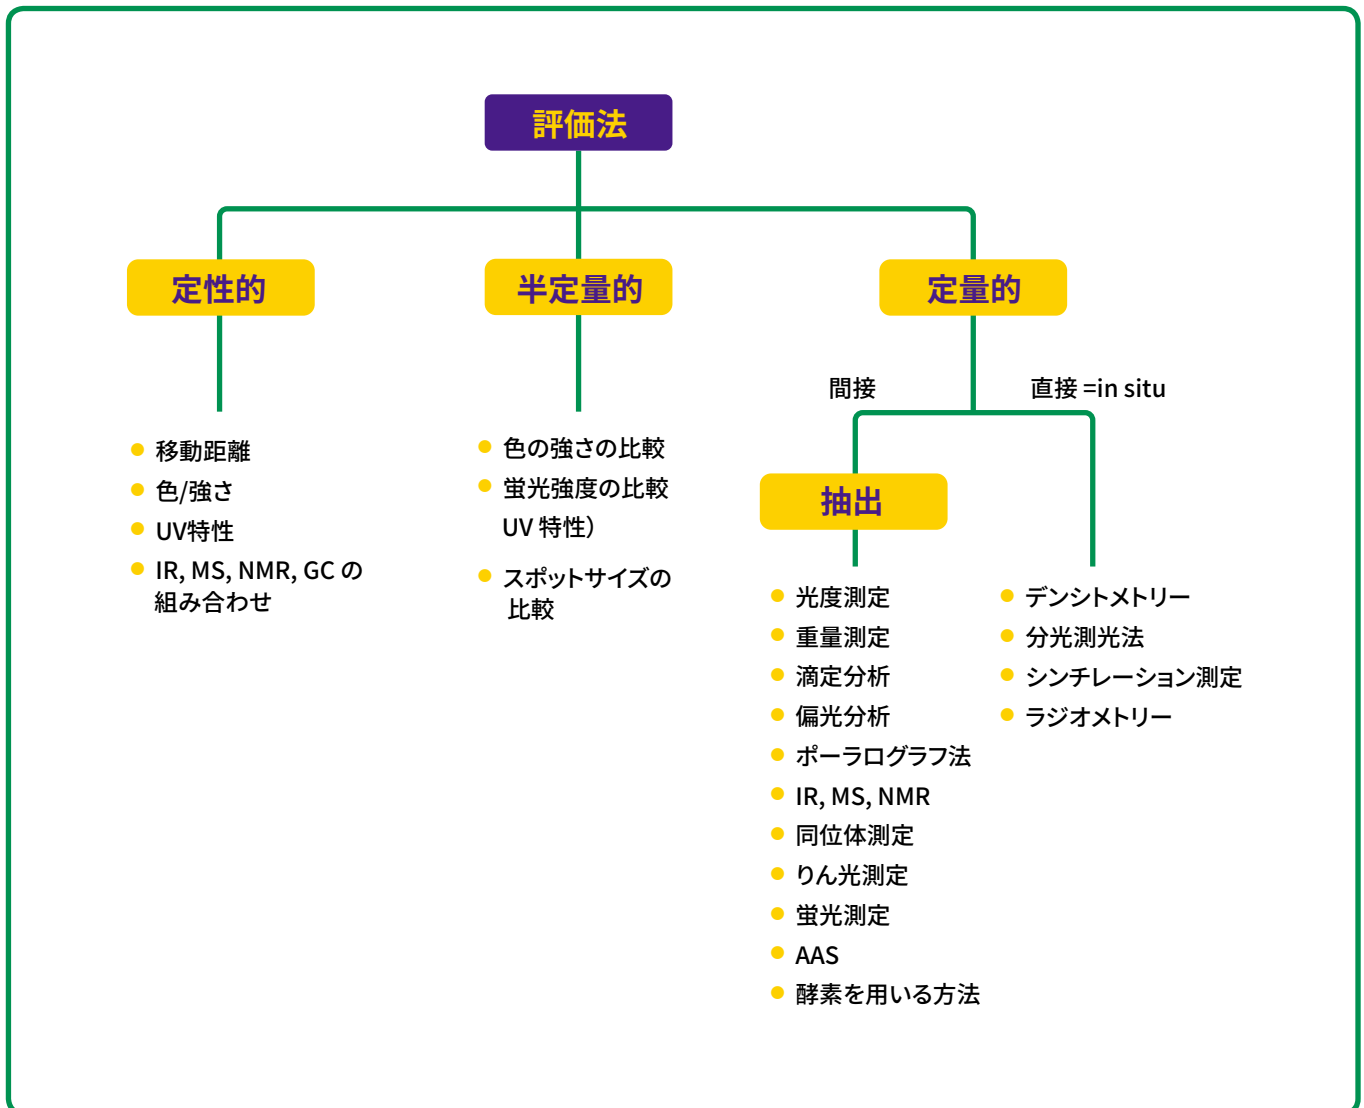 評価法
定性的
半定量的
定量的
間接
直接 =in situ
移動距離
色/強さ
UV特性
IR, MS, NMR, GC の
組み合わせ
色の強さの比較
蛍光強度の比較
UV 特性）
スポットサイズの
比較
抽出
光度測定
重量測定
滴定分析
偏光分析
ポーラログラフ法
IR, MS, NMR
同位体測定
りん光測定
蛍光測定
AAS
酵素を用いる方法
デンシトメトリー
分光測光法
シンチレーション測定
ラジオメトリー